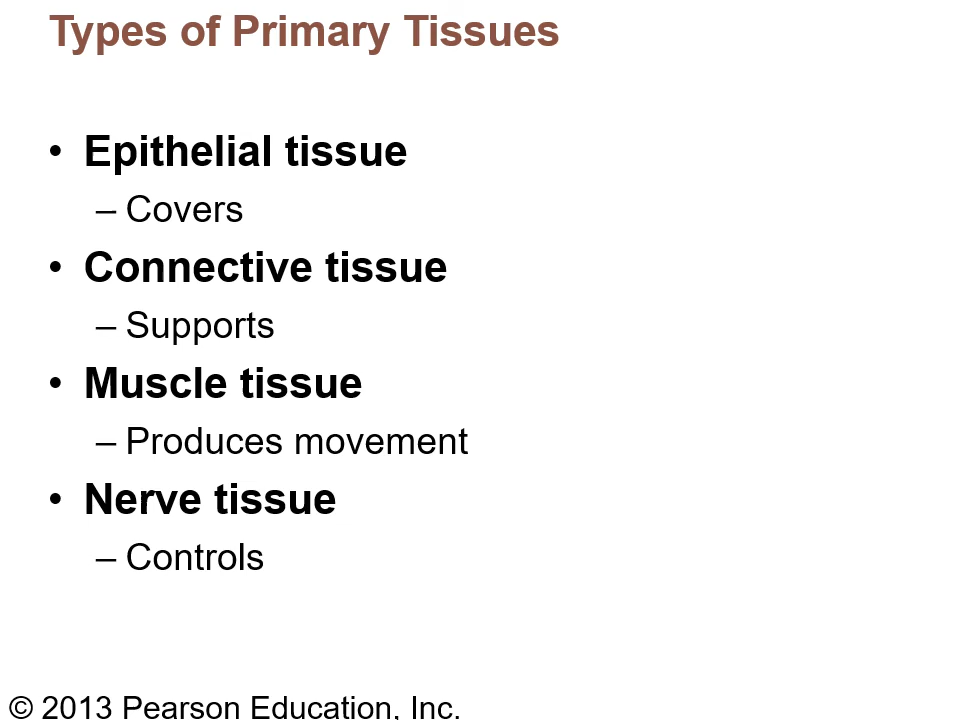 Types of Primary Tissues
• Epithelial tissue
– Covers
• Connective tissue
– Supports
• Muscle tissue
– Produces movement
• Nerve tissue
– Controls
© 2013 Pearson Education, Inc.